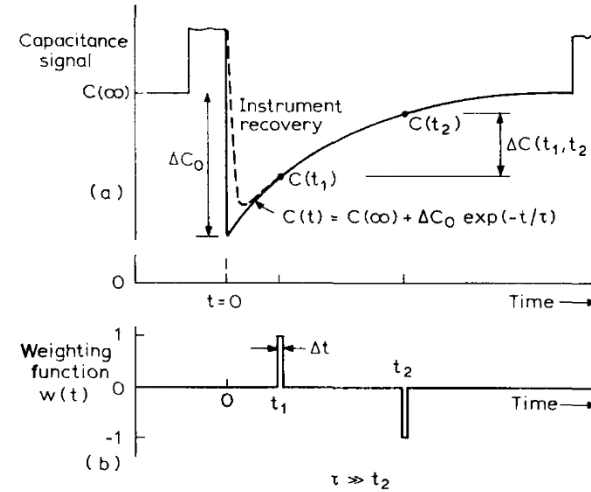 Capacitance
signal
C(∞)
Instrument
recovery
C(t₂)
ΔC₀
ΔC(t₁,t₂
C(t₁)
(a)
C(t) = C(∞) + ΔC₀ exp(-t/τ)
0
t=0
Time
1
Weighting
function
w(t)
Δt
t₂
0
0
t₁
Time
-1
(b)
τ ≫ t₂